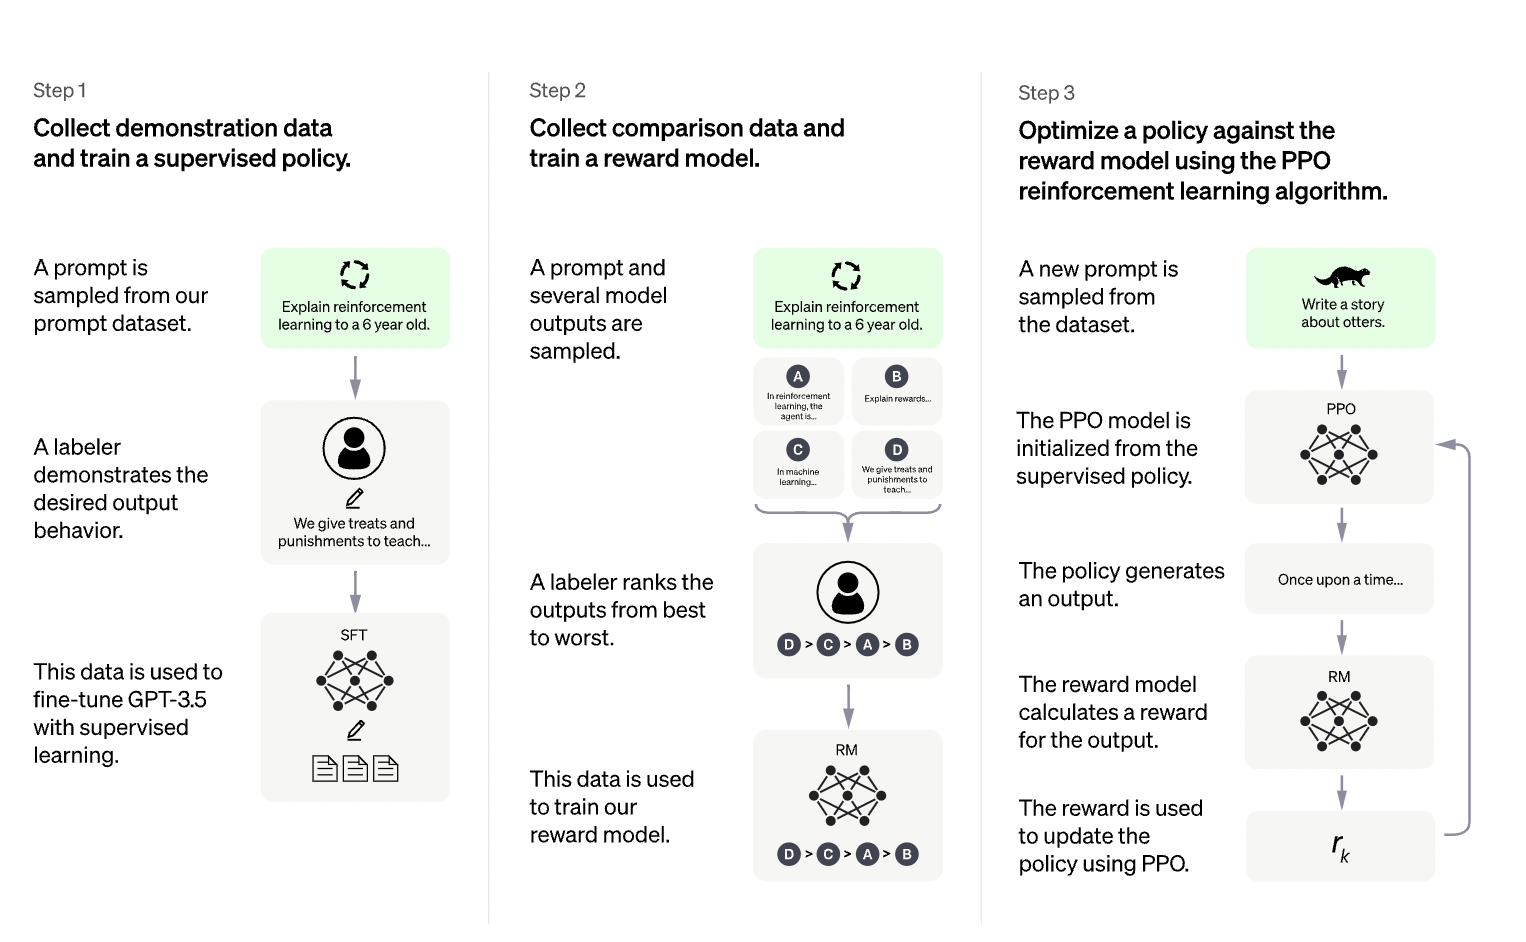 Step 1
Collect demonstration data
and train a supervised policy.
A prompt is
sampled from our
prompt dataset.
Explain reinforcement
learning to a 6 year old.
A labeler
demonstrates the
desired output
behavior.
We give treats and
punishments to teach...
This data is used to
fine-tune GPT-3.5
with supervised
learning.
SFT
Step 2
Collect comparison data and
train a reward model.
A prompt and
several model
outputs are
sampled.
Explain reinforcement
learning to a 6 year old.
A
In reinforcement
learning, the
agent is...
B
Explain rewards...
C
In machine
learning...
D
We give treats and
punishments to
teach...
A labeler ranks the
outputs from best
to worst.
D > C > A > B
This data is used
to train our
reward model.
RM
D > C > A > B
Step 3
Optimize a policy against the
reward model using the PPO
reinforcement learning algorithm.
A new prompt is
sampled from
the dataset.
Write a story
about otters.
The PPO model is
initialized from the
supervised policy.
PPO
The policy generates
an output.
Once upon a time...
The reward model
calculates a reward
for the output.
RM
The reward is used
to update the
policy using PPO.
rk